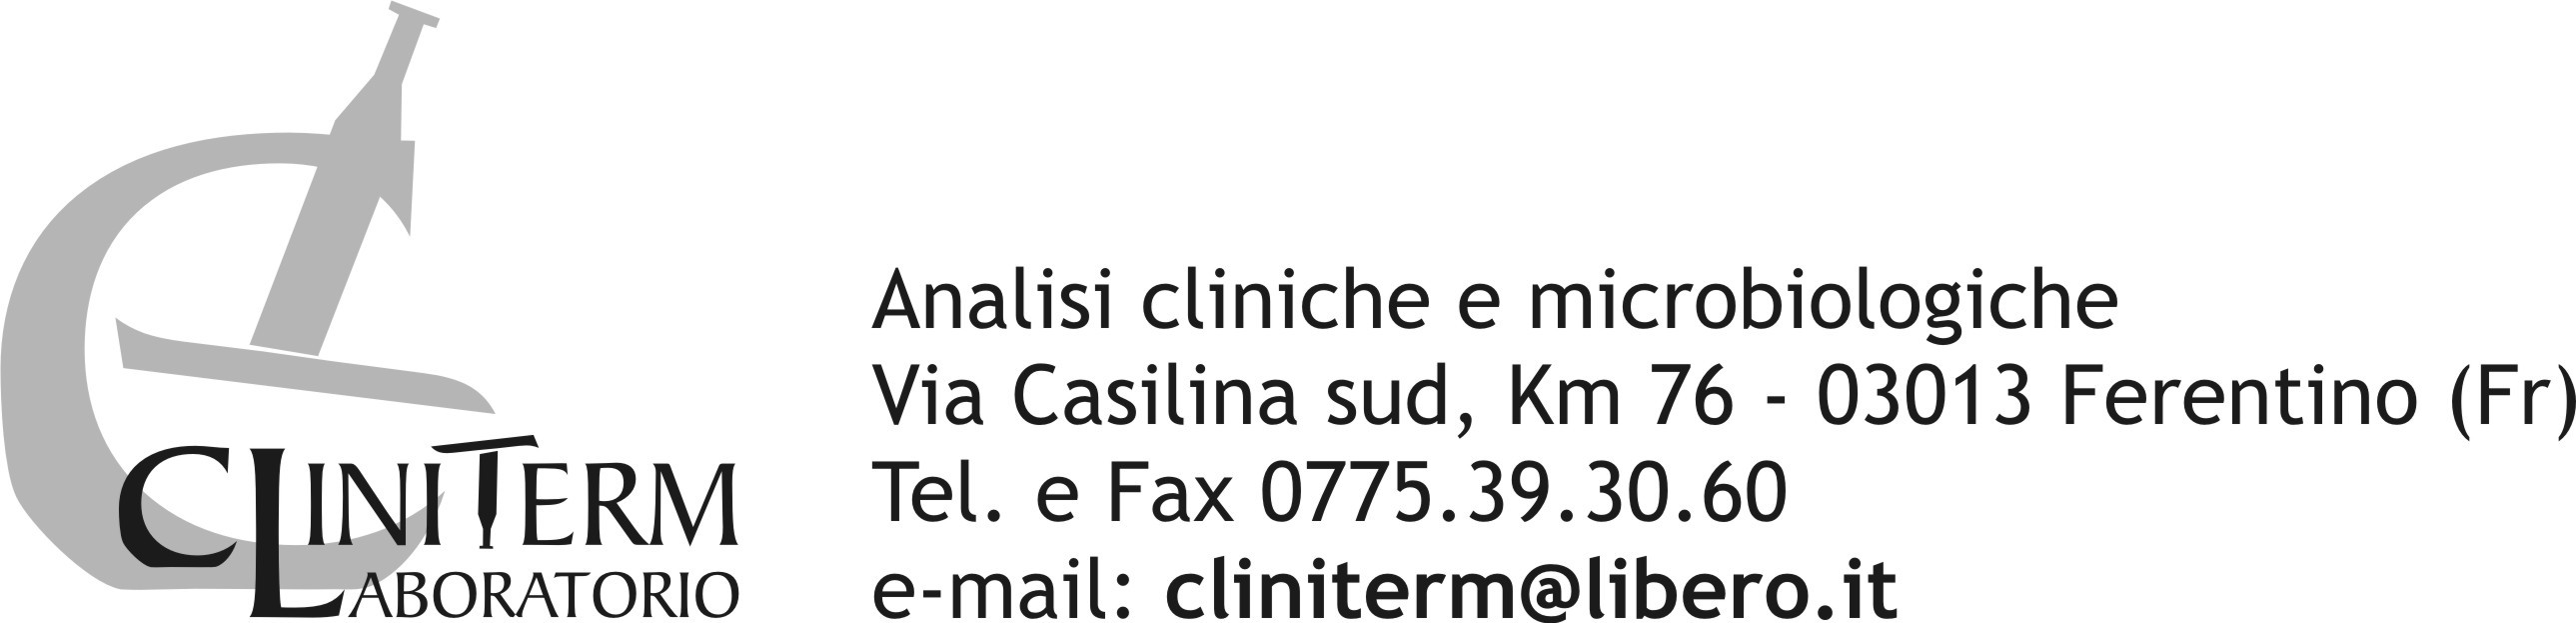 CLINITERM
LABORATORIO
Analisi cliniche e microbiologiche
Via Casilina sud, Km 76 - 03013 Ferentino (Fr)
Tel. e Fax 0775.39.30.60
e-mail: cliniterm@libero.it